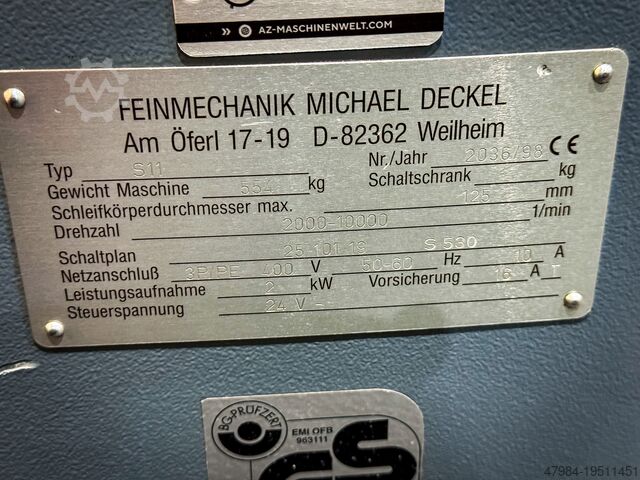 » AZ-MASCHINENWELT.COM
FEINMECHANIK MICHAEL DECKEL
Am Öferl 17-19 D-82362 Weilheim
Typ S11 Nr./Jahr 2036/98 CE
Gewicht Maschine 554 kg Schaltschrank kg
Schleifkörperdurchmesser max. 125 mm
Drehzahl 2000-10000 1/min
Schaltplan 25-101-19 S 530
Netzanschluß 3P/PE 400 V 50-60 Hz 10 A
Leistungsaufnahme 2 kW Vorsicherung 16 A T
Steuerspannung 24 V -
BG-PRÜFZERT
EMI OFB
963111
GS
47984-19511451